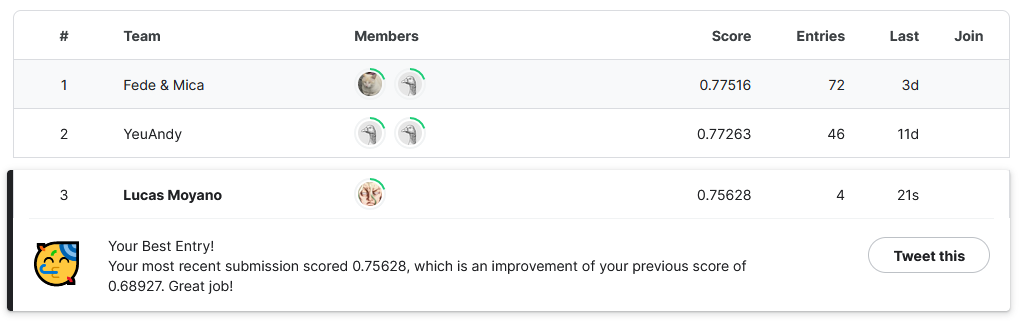 # Team Members Score Entries Last Join
1 Fede & Mica 0.77516 72 3d
2 YeuAndy 0.77263 46 11d
3 Lucas Moyano 0.75628 4 21s
Your Best Entry!
Your most recent submission scored 0.75628, which is an improvement of your previous score of
0.68927. Great job!
Tweet this